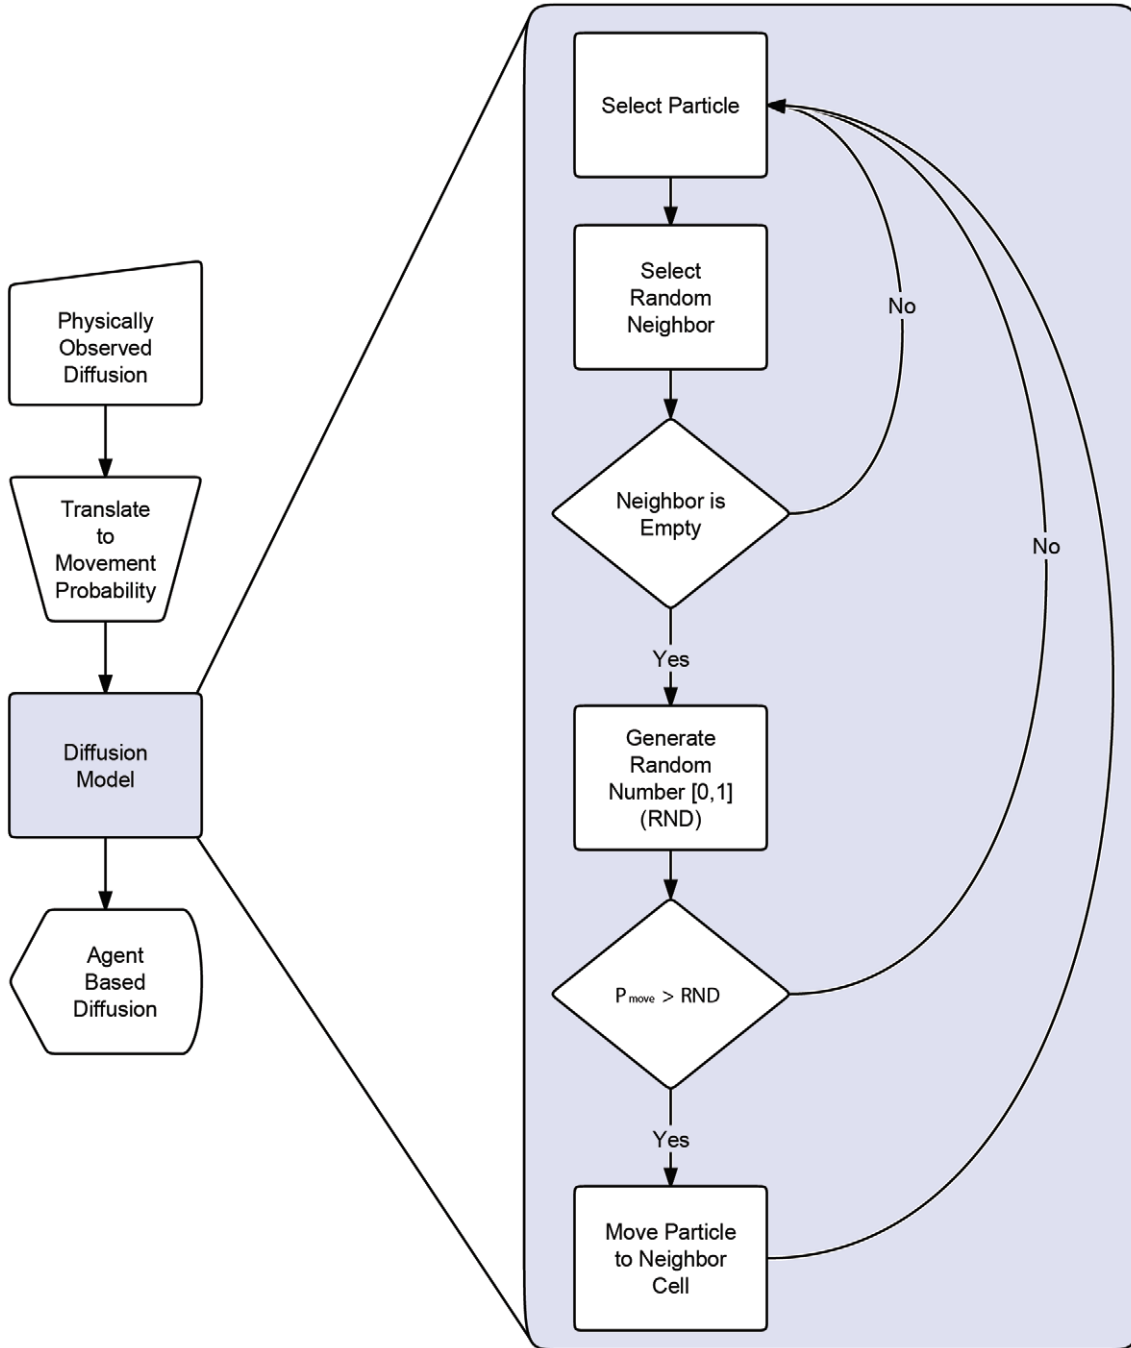 Physically
Observed
Diffusion
Translate
to
Movement
Probability
Diffusion
Model
Agent
Based
Diffusion
Select Particle
Select
Random
Neighbor
No
Neighbor is
Empty
No
Yes
Generate
Random
Number [0,1]
(RND)
P move > RND
Yes
Move Particle
to Neighbor
Cell